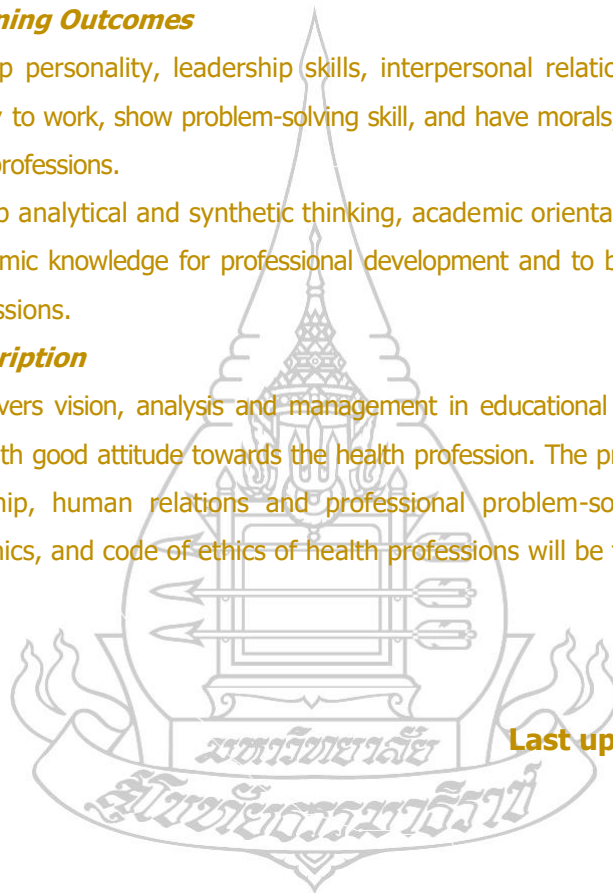 ning Outcomes
p personality, leadership skills, interpersonal relatio
y to work, show problem-solving skill, and have morals
professions.
p analytical and synthetic thinking, academic orienta
mic knowledge for professional development and to b
ssions.
ription
vers vision, analysis and management in educational
th good attitude towards the health profession. The pr
hip, human relations and professional problem-so
nics, and code of ethics of health professions will be
Last up
มหาวิทยาลัย
สุโขทัยธรรมาธิราช